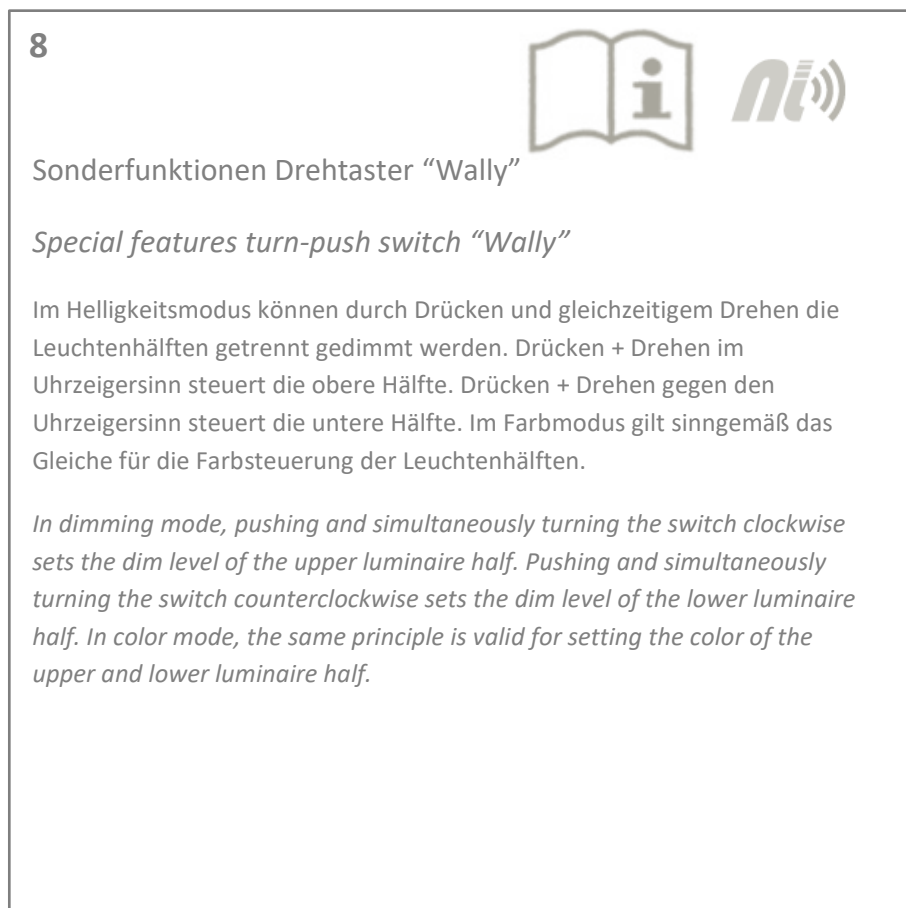 8
i
ni
Sonderfunktionen Drehtaster “Wally”
Special features turn-push switch “Wally”
Im Helligkeitsmodus können durch Drücken und gleichzeitigem Drehen die
Leuchtenhälften getrennt gedimmt werden. Drücken + Drehen im
Uhrzeigersinn steuert die obere Hälfte. Drücken + Drehen gegen den
Uhrzeigersinn steuert die untere Hälfte. Im Farbmodus gilt sinngemäß das
Gleiche für die Farbsteuerung der Leuchtenhälften.
In dimming mode, pushing and simultaneously turning the switch clockwise
sets the dim level of the upper luminaire half. Pushing and simultaneously
turning the switch counterclockwise sets the dim level of the lower luminaire
half. In color mode, the same principle is valid for setting the color of the
upper and lower luminaire half.